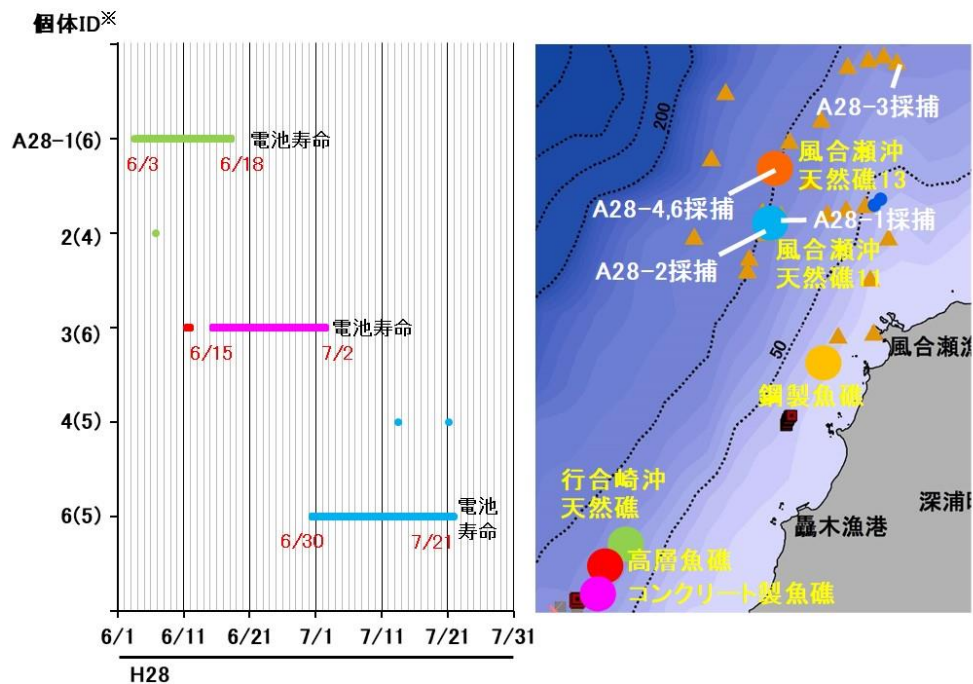 個体ID※
A28-1(6)
電池寿命
6/3
6/18
2(4)
3(6)
電池寿命
6/15
7/2
4(5)
6(5)
電池
寿命
6/30
7/21
6/1
6/11
6/21
7/1
7/11
7/21
7/31
H28
200
A28-3採捕
風合瀬沖
天然礁13
A28-4,6採捕
A28-1採捕
A28-2採捕
風合瀬沖
天然礁11
50
風合瀬漁
鋼製魚礁
行合崎沖
天然礁
深浦町
轟木漁港
高層魚礁
コンクリート製魚礁